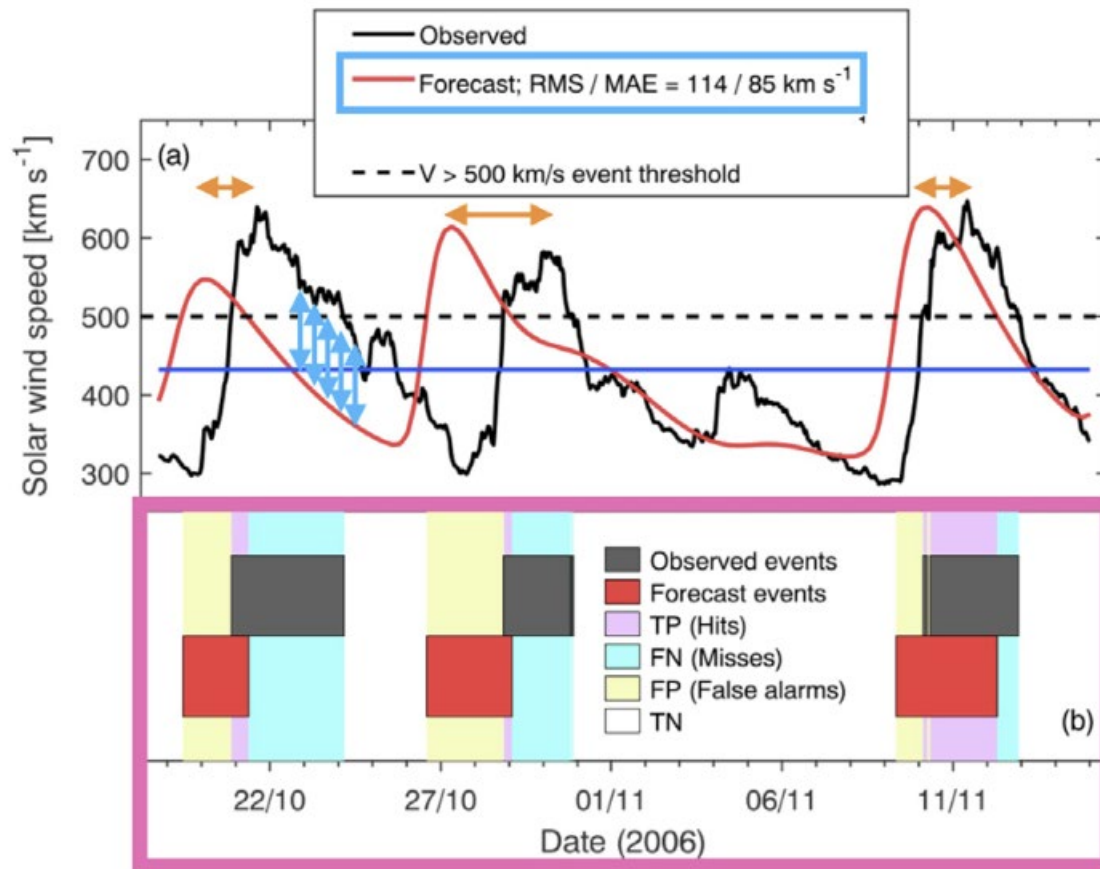 Observed
Forecast; RMS / MAE = 114 / 85 km s⁻¹
V > 500 km/s event threshold
(a)
Solar wind speed [km s⁻¹]
700
600
500
400
300
Observed events
Forecast events
TP (Hits)
FN (Misses)
FP (False alarms)
TN
(b)
22/10
27/10
01/11
06/11
11/11
Date (2006)